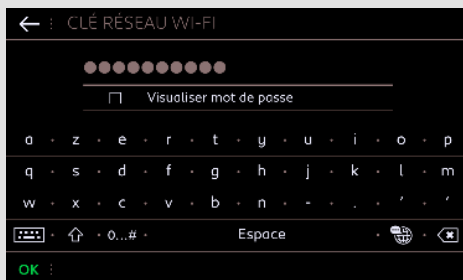 CLÉ RÉSEAU WI-FI
●●●●●●●●●●
Visualiser mot de passe
a z e r t y u i o p
q s d f g h j k l m
w x c v b n - . , '
0...# Espace
OK